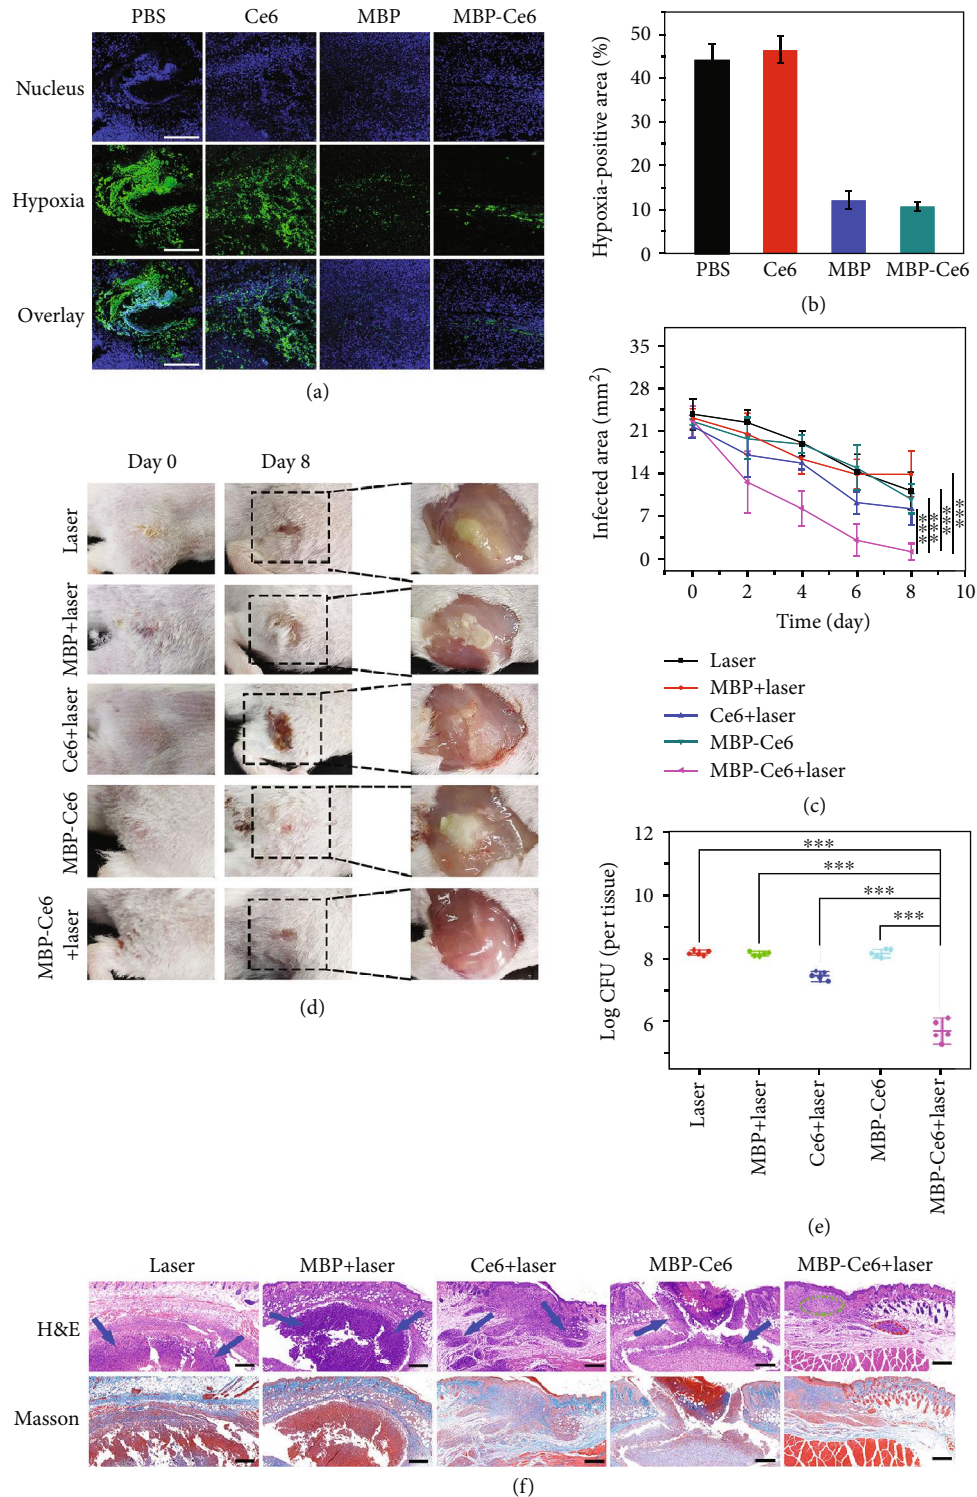 PBS Ce6 MBP MBP-Ce6
Nucleus
Hypoxia
Overlay
(a)
Hypoxia-positive area (%)
50
40
30
20
10
0
PBS Ce6 MBP MBP-Ce6
(b)
Infected area (mm²)
35
28
21
14
7
0
0 2 4 6 8 10
Time (day)
****
****
***
***
Laser
MBP+laser
Ce6+laser
MBP-Ce6
MBP-Ce6+laser
(c)
Day 0 Day 8
Laser
MBP+laser
Ce6+laser
MBP-Ce6
MBP-Ce6
+laser
(d)
Log CFU (per tissue)
12
10
8
6
***
***
***
***
Laser
MBP+laser
Ce6+laser
MBP-Ce6
MBP-Ce6+laser
(e)
Laser MBP+laser Ce6+laser MBP-Ce6 MBP-Ce6+laser
H&E
Masson
(f)